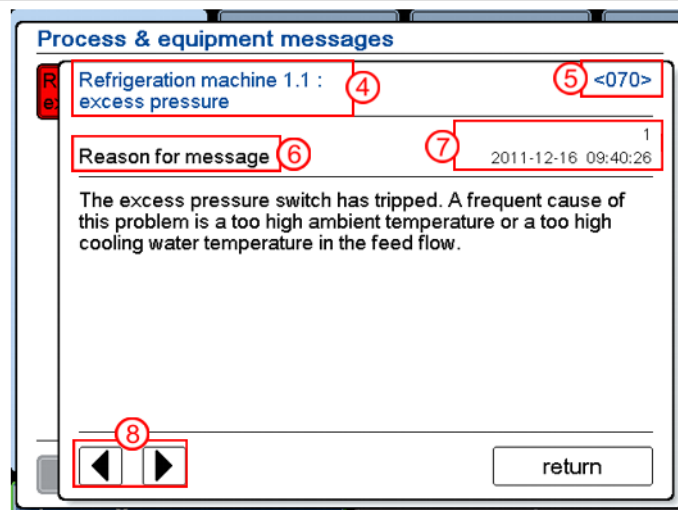 Process & equipment messages
R
e
Refrigeration machine 1.1 :
excess pressure
4
5
<070>
Reason for message
6
7
1
2011-12-16 09:40:26
The excess pressure switch has tripped. A frequent cause of
this problem is a too high ambient temperature or a too high
cooling water temperature in the feed flow.
8
return